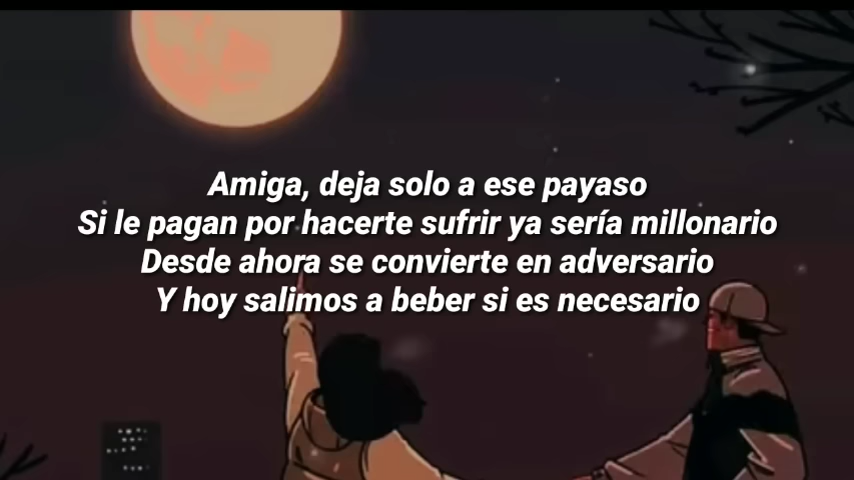 Amiga, deja solo a ese payaso
Si le pagan por hacerte sufrir ya sería millonario
Desde ahora se convierte en adversario
Y hoy salimos a beber si es necesario